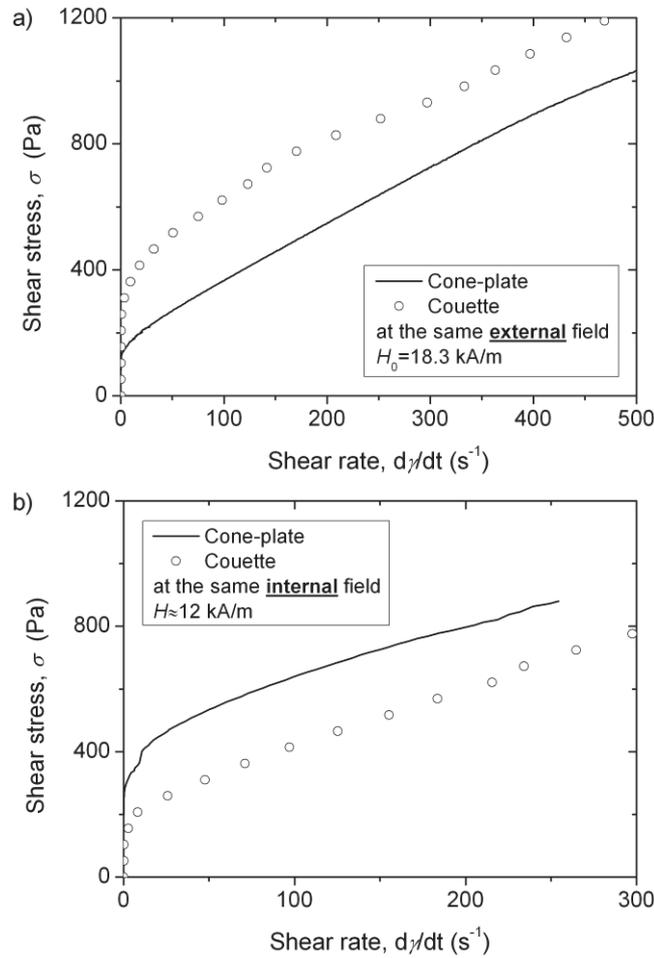 a)
1200
800
400
0
Shear stress, σ (Pa)
Cone-plate
Couette
at the same external field
H₀=18.3 kA/m
0 100 200 300 400 500
Shear rate, dγ/dt (s⁻¹)
b)
1200
800
400
0
Shear stress, σ (Pa)
Cone-plate
Couette
at the same internal field
H≈12 kA/m
0 100 200 300
Shear rate, dγ/dt (s⁻¹)